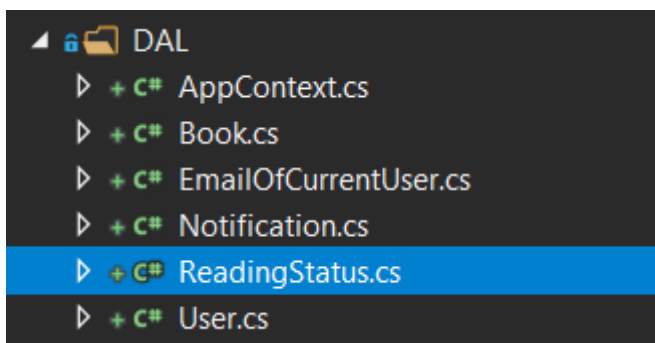 DAL
+ C# AppContext.cs
+ C# Book.cs
+ C# EmailOfCurrentUser.cs
+ C# Notification.cs
+ C# ReadingStatus.cs
+ C# User.cs